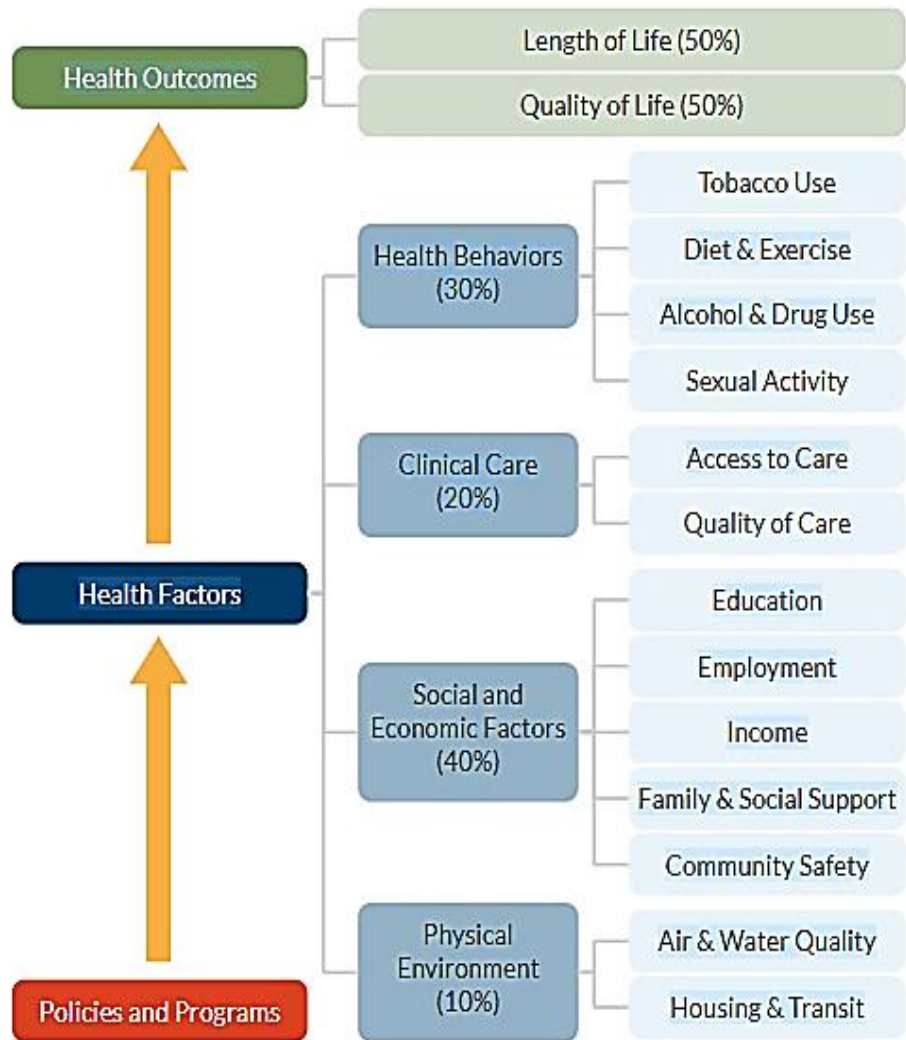 Health Outcomes
Length of Life (50%)
Quality of Life (50%)
Health Factors
Health Behaviors
(30%)
Tobacco Use
Diet & Exercise
Alcohol & Drug Use
Sexual Activity
Clinical Care
(20%)
Access to Care
Quality of Care
Social and
Economic Factors
(40%)
Education
Employment
Income
Family & Social Support
Community Safety
Physical
Environment
(10%)
Air & Water Quality
Housing & Transit
Policies and Programs